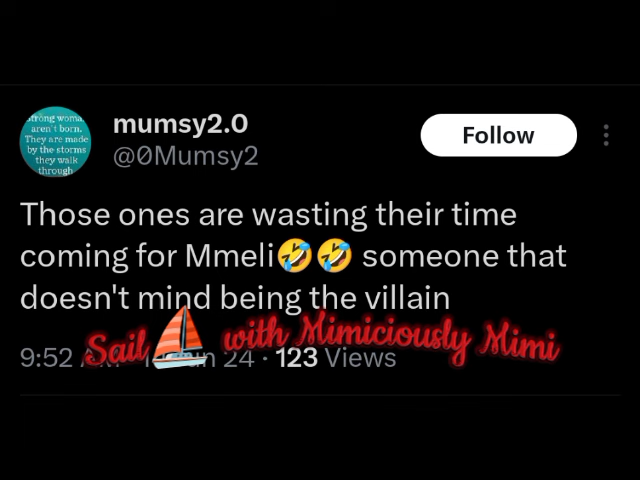 strong woman
aren't born.
They are made
by the storms
they walk
through
mumsy2.0
@0Mumsy2
Follow
Those ones are wasting their time
coming for Mmeli🤣🤣 someone that
doesn't mind being the villain
Sail ⛵ with Mimiciously Mimi
9:52 24 · 123 Views